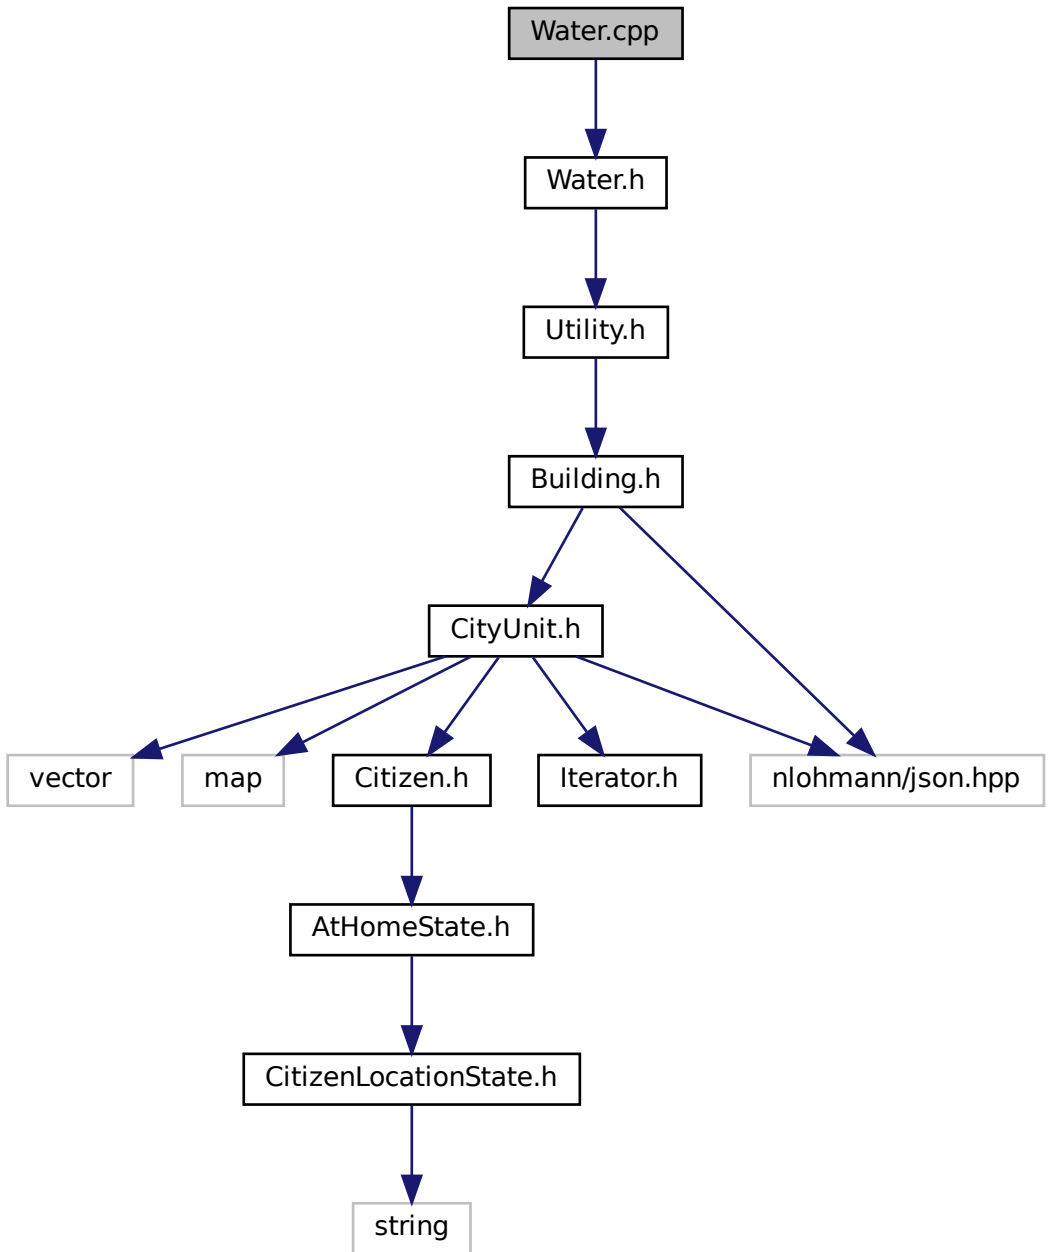 Water.cpp
Water.h
Utility.h
Building.h
CityUnit.h
vector
map
Citizen.h
Iterator.h
nlohmann/json.hpp
AtHomeState.h
CitizenLocationState.h
string